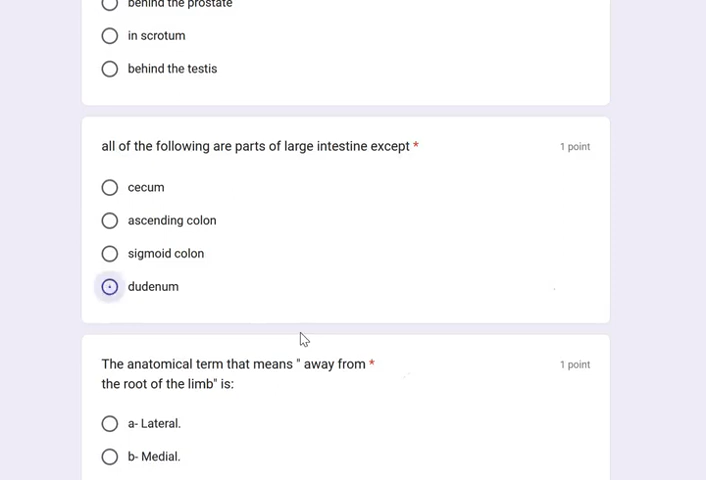 behind the prostate
in scrotum
behind the testis
all of the following are parts of large intestine except *
1 point
cecum
ascending colon
sigmoid colon
dudenum
The anatomical term that means " away from *
the root of the limb" is:
1 point
a- Lateral.
b- Medial.